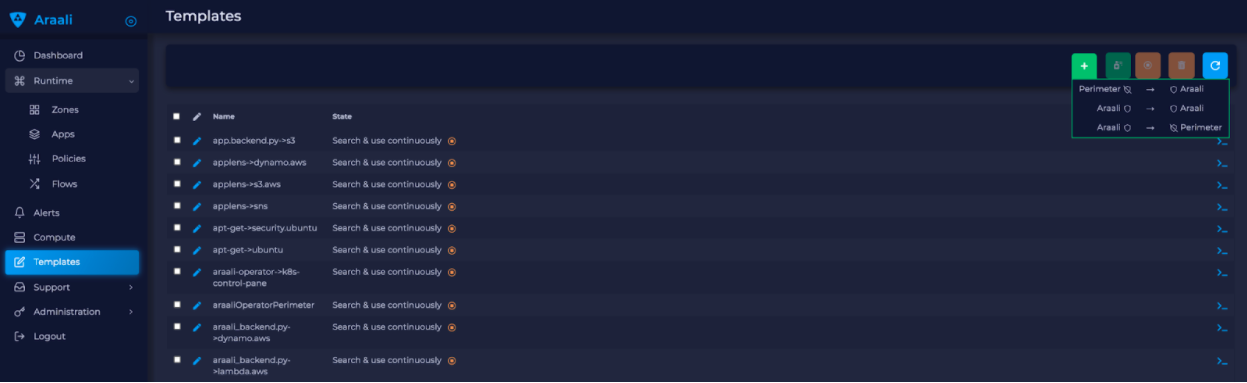 Araali
Templates
Dashboard
Runtime
Zones
Apps
Policies
Flows
Alerts
Compute
Templates
Support
Administration
Logout
Perimeter → Araali
Araali → Araali
Araali → Perimeter
Name State
app.backend.py->s3 Search & use continuously
applens->dynamo.aws Search & use continuously
applens->s3.aws Search & use continuously
applens->sns Search & use continuously
apt-get->security.ubuntu Search & use continuously
apt-get->ubuntu Search & use continuously
araali-operator->k8s- Search & use continuously
control-pane
araaliOperatorPerimeter Search & use continuously
araali_backend.py- Search & use continuously
>dynamo.aws
araali_backend.py- Search & use continuously
>lambda.aws